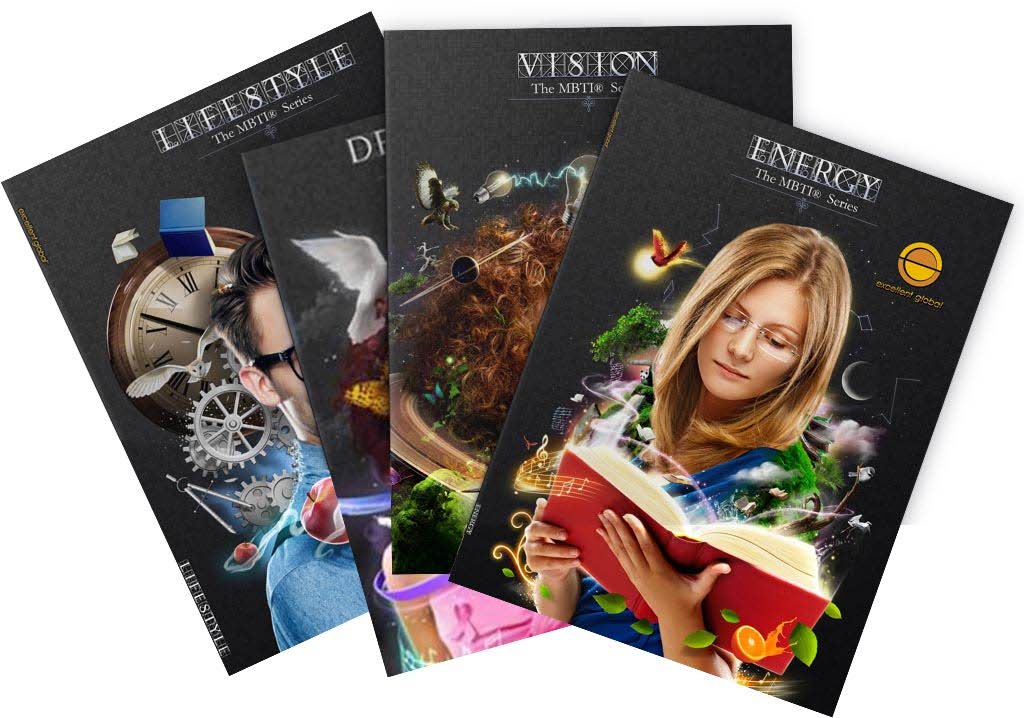 LIFESTYLE
The MBTI® Series
excellent global
LIFESTYLE
DE
VISION
The MBTI® Se
ENERGY
The MBTI® Series
excellent global